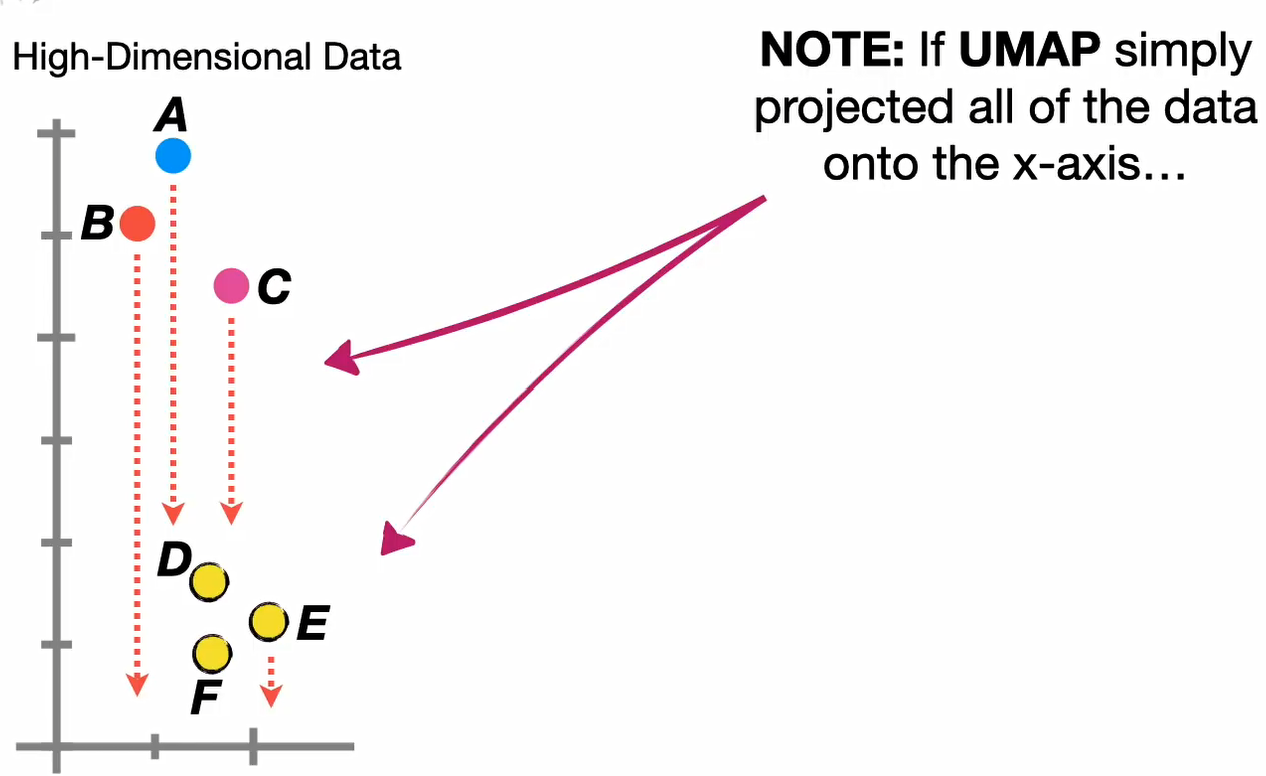 High-Dimensional Data
NOTE: If UMAP simply
projected all of the data
onto the x-axis…
A
B
C
D
E
F